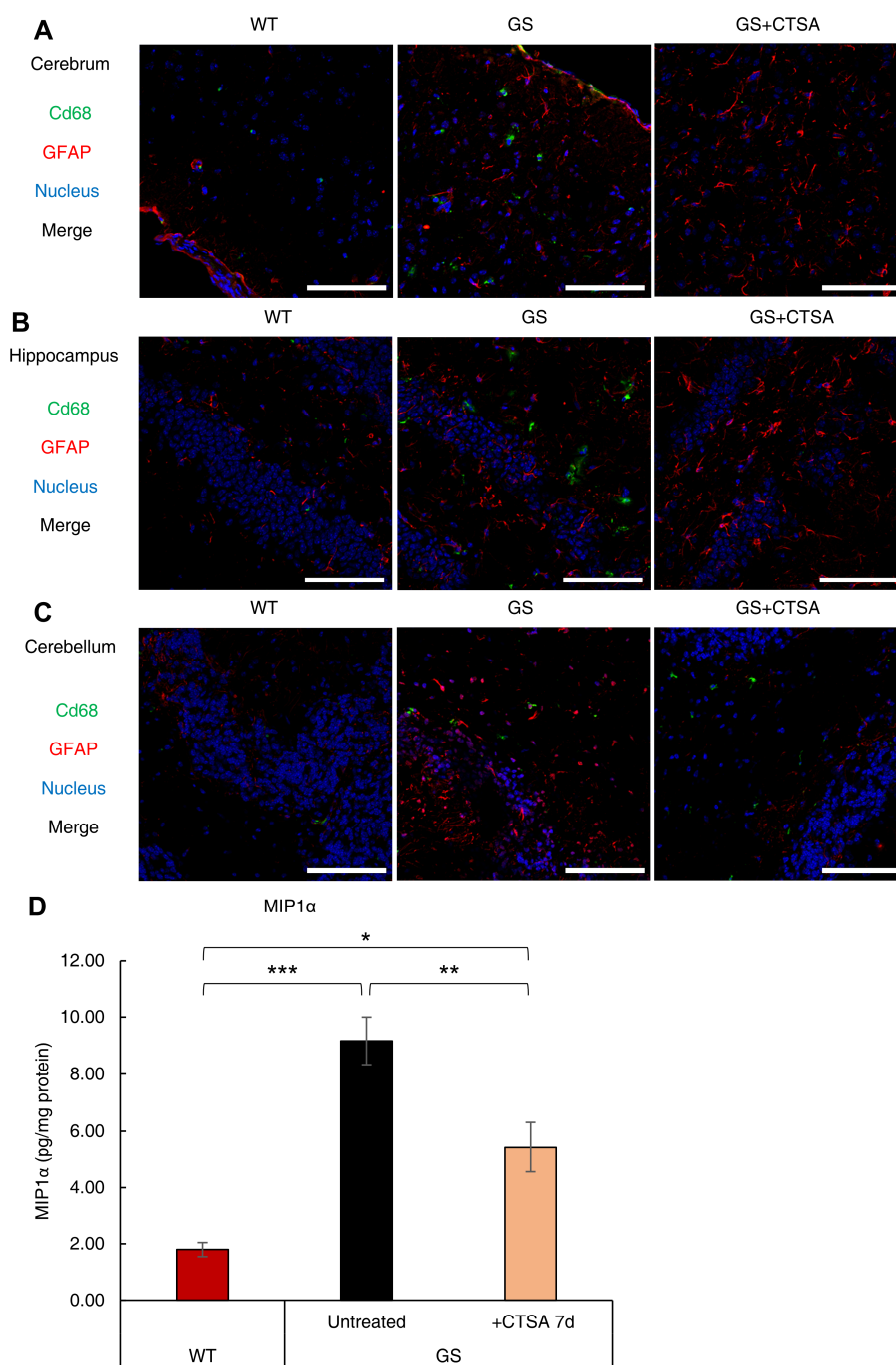 A
WT
GS
GS+CTSA
Cerebrum
Cd68
GFAP
Nucleus
Merge
B
WT
GS
GS+CTSA
Hippocampus
Cd68
GFAP
Nucleus
Merge
C
WT
GS
GS+CTSA
Cerebellum
Cd68
GFAP
Nucleus
Merge
D
MIP1α
*
***
**
MIP1α (pg/mg protein)
12.00
10.00
8.00
6.00
4.00
2.00
0.00
Untreated
+CTSA 7d
WT
GS